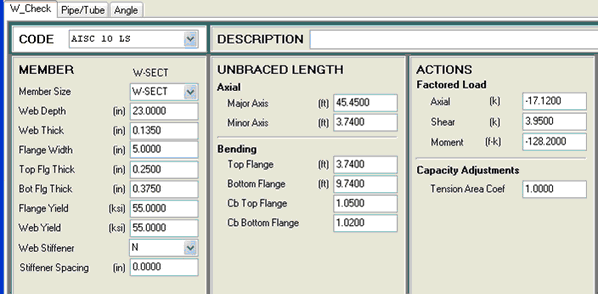 W_Check Pipe/Tube Angle
CODE AISC 10 LS
DESCRIPTION
MEMBER W-SECT
Member Size W-SECT
Web Depth (in) 23.0000
Web Thick (in) 0.1350
Flange Width (in) 5.0000
Top Flg Thick (in) 0.2500
Bot Flg Thick (in) 0.3750
Flange Yield (ksi) 55.0000
Web Yield (ksi) 55.0000
Web Stiffener N
Stiffener Spacing (in) 0.0000
UNBRACED LENGTH
Axial
Major Axis (ft) 45.4500
Minor Axis (ft) 3.7400
Bending
Top Flange (ft) 3.7400
Bottom Flange (ft) 9.7400
Cb Top Flange 1.0500
Cb Bottom Flange 1.0200
ACTIONS
Factored Load
Axial (k) -17.1200
Shear (k) 3.9500
Moment (f-k) -128.2000
Capacity Adjustments
Tension Area Coef 1.0000